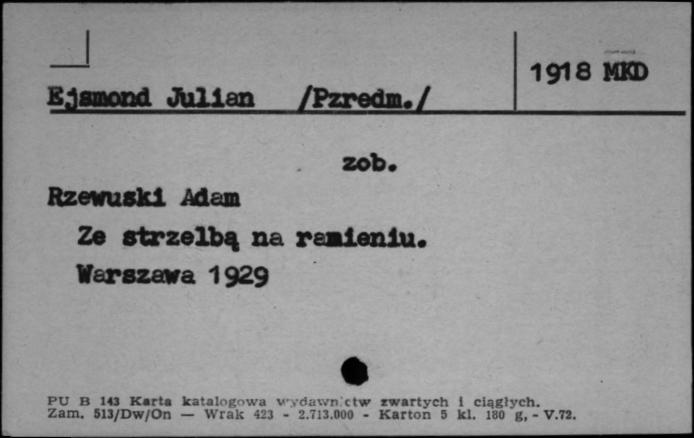 1918 MKD
Ejsmond Julian /Pzredm./
zob.
Rzewuski Adam
Ze strzelbą na ramieniu.
Warszawa 1929
PU B 143 Karta katalogowa wydawnictw zwartych i ciągłych.
Zam. 513/Dw/On — Wrak 423 - 2.713.000 - Karton 5 kl. 180 g, - V.72.